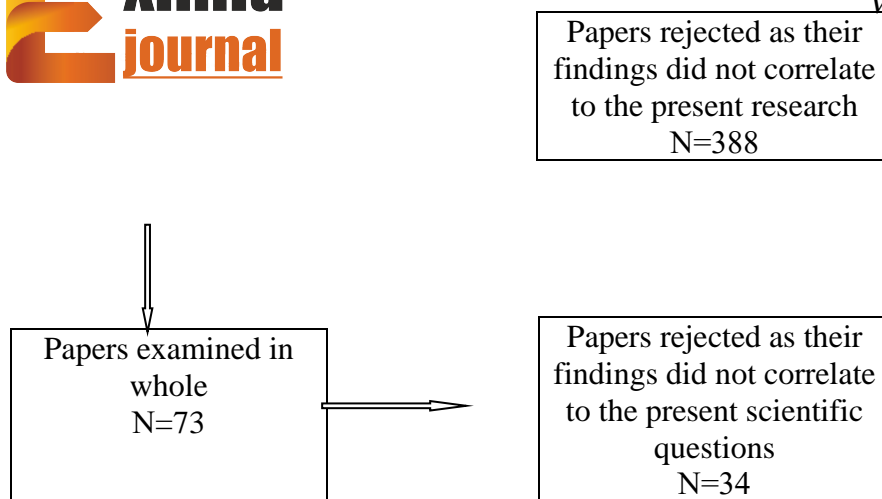 journal
Papers rejected as their
findings did not correlate
to the present research
N=388
Papers examined in
whole
N=73
Papers rejected as their
findings did not correlate
to the present scientific
questions
N=34